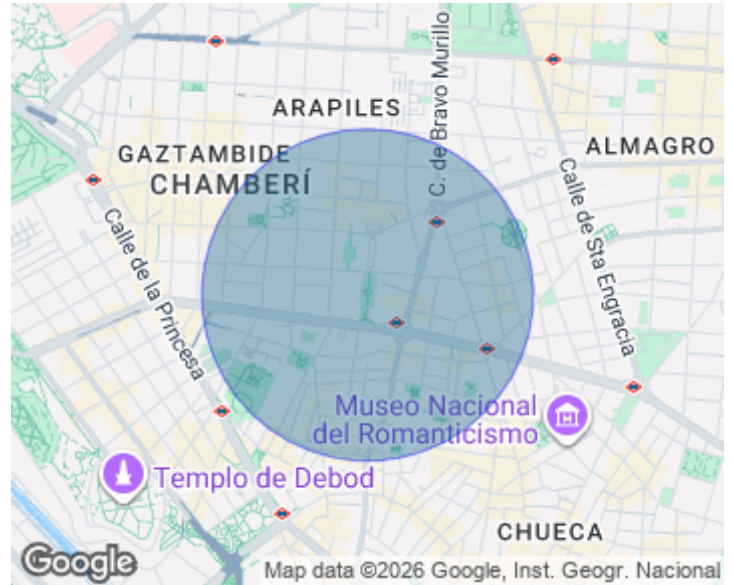 ARAPILES
C. de Bravo Murillo
ALMAGRO
GAZTAMBIDE
CHAMBERÍ
Calle de la Princesa
Calle de Sta Engracia
Museo Nacional
del Romanticismo
Templo de Debod
CHUECA
Google
Map data ©2026 Google, Inst. Geogr. Nacional